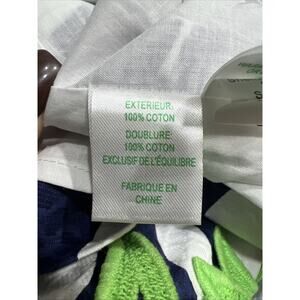 EXTERIEUR:
100% COTON
DOUBLURE:
100% COTON
EXCLUSIF DE L'ÉQUILIBRE
FABRIQUE EN
CHINE